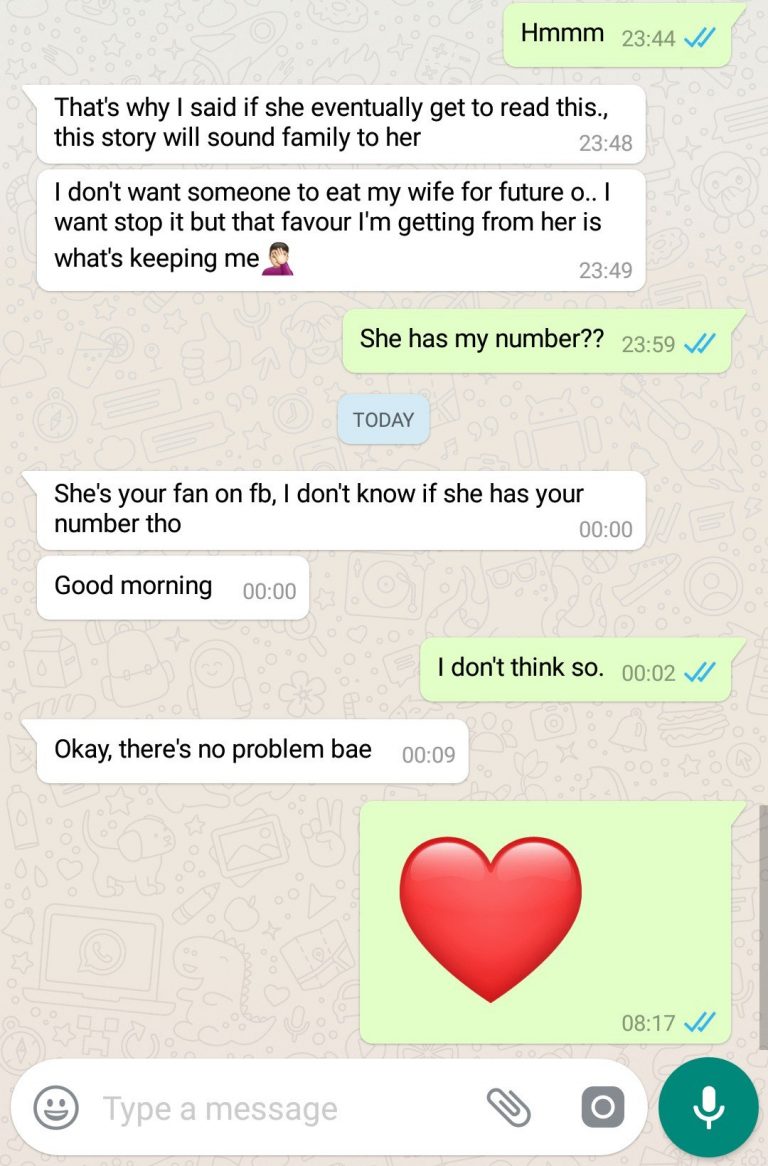 Hmmm 23:44
That's why I said if she eventually get to read this.,
this story will sound family to her
23:48
I don't want someone to eat my wife for future o.. I
want stop it but that favour I'm getting from her is
what's keeping me🤦🏻‍♂️
23:49
She has my number?? 23:59
TODAY
She's your fan on fb, I don't know if she has your
number tho
00:00
Good morning 00:00
I don't think so. 00:02
Okay, there's no problem bae 00:09
08:17
Type a message